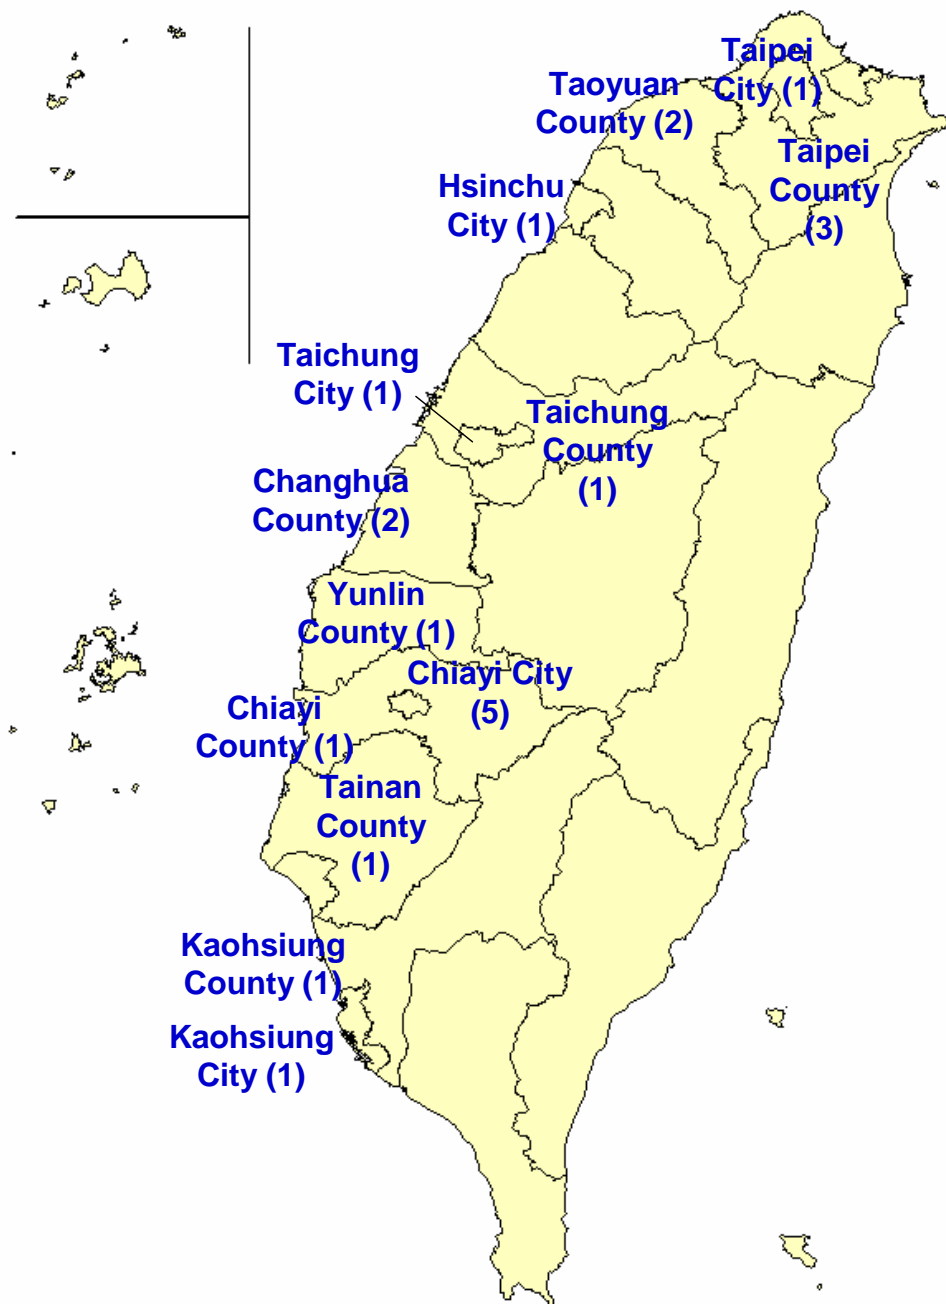 Taipei
City (1)
Taoyuan
County (2)
Taipei
County
(3)
Hsinchu
City (1)
Taichung
City (1)
Taichung
County
(1)
Changhua
County (2)
Yunlin
County (1)
Chiayi City
(5)
Chiayi
County (1)
Tainan
County
(1)
Kaohsiung
County (1)
Kaohsiung
City (1)